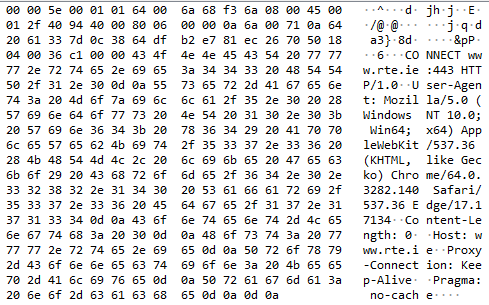 00 00 5e 00 01 01 64 00 6a 68 f3 6a 08 00 45 00 ··^···d· jh·j··E·
01 2f 40 94 40 00 80 06 00 00 0a 6a 00 71 0a 64 ·/@·@··· ···j·q·d
20 61 33 7d 0c 38 64 df b2 e7 81 ec 26 70 50 18 a3}·8d· ····&pP·
04 00 36 c1 00 00 43 4f 4e 4e 45 43 54 20 77 77 ··6···CO NNECT ww
77 2e 72 74 65 2e 69 65 3a 34 34 33 20 48 54 54 w.rte.ie :443 HTT
50 2f 31 2e 30 0d 0a 55 73 65 72 2d 41 67 65 6e P/1.0··U ser-Agen
74 3a 20 4d 6f 7a 69 6c 6c 61 2f 35 2e 30 20 28 t: Mozil la/5.0 (
57 69 6e 64 6f 77 73 20 4e 54 20 31 30 2e 30 3b Windows NT 10.0;
20 57 69 6e 36 34 3b 20 78 36 34 29 20 41 70 70 Win64; x64) App
6c 65 57 65 62 4b 69 74 2f 35 33 37 2e 33 36 20 leWebKit /537.36
28 4b 48 54 4d 4c 2c 20 6c 69 6b 65 20 47 65 63 (KHTML, like Gec
6b 6f 29 20 43 68 72 6f 6d 65 2f 36 34 2e 30 2e ko) Chro me/64.0.
33 32 38 32 2e 31 34 30 20 53 61 66 61 72 69 2f 3282.140 Safari/
35 33 37 2e 33 36 20 45 64 67 65 2f 31 37 2e 31 537.36 E dge/17.1
37 31 33 34 0d 0a 43 6f 6e 74 65 6e 74 2d 4c 65 7134··Co ntent-Le
6e 67 74 68 3a 20 30 0d 0a 48 6f 73 74 3a 20 77 ngth: 0· ·Host: w
77 77 2e 72 74 65 2e 69 65 0d 0a 50 72 6f 78 79 ww.rte.i e··Proxy
2d 43 6f 6e 6e 65 63 74 69 6f 6e 3a 20 4b 65 65 -Connect ion: Kee
70 2d 41 6c 69 76 65 0d 0a 50 72 61 67 6d 61 3a p-Alive· ·Pragma:
20 6e 6f 2d 63 61 63 68 65 0d 0a 0d 0a no-cach e····